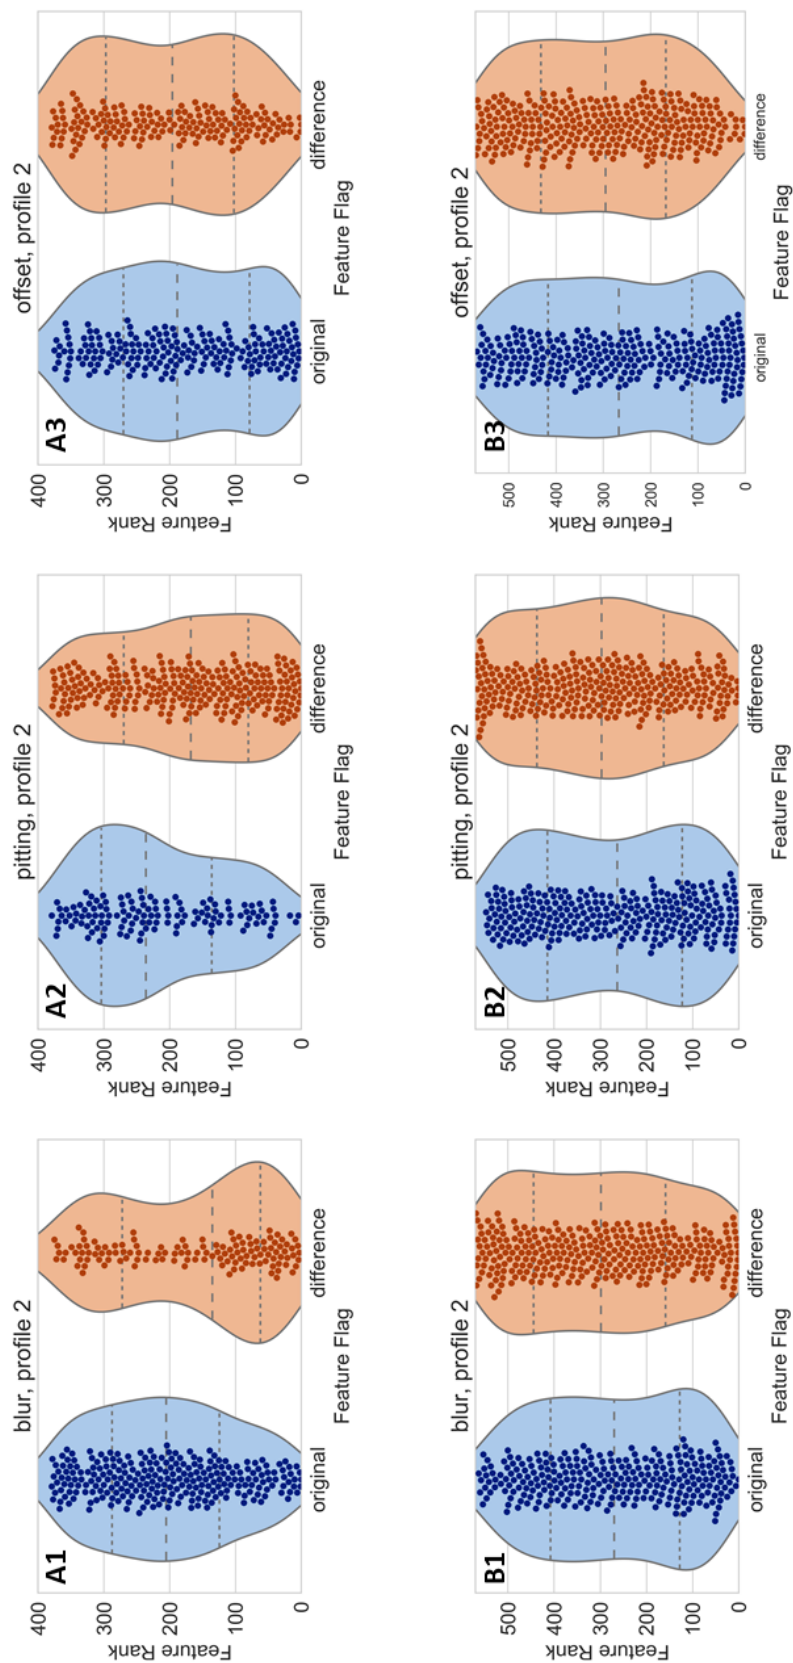 blur, profile 2
A1
400
300
200
100
0
Feature Rank
original
difference
Feature Flag
pitting, profile 2
A2
400
300
200
100
0
Feature Rank
original
difference
Feature Flag
offset, profile 2
A3
400
300
200
100
0
Feature Rank
original
difference
Feature Flag
blur, profile 2
B1
500
400
300
200
100
0
Feature Rank
original
difference
Feature Flag
pitting, profile 2
B2
500
400
300
200
100
0
Feature Rank
original
difference
Feature Flag
offset, profile 2
B3
500
400
300
200
100
0
Feature Rank
original
difference
Feature Flag